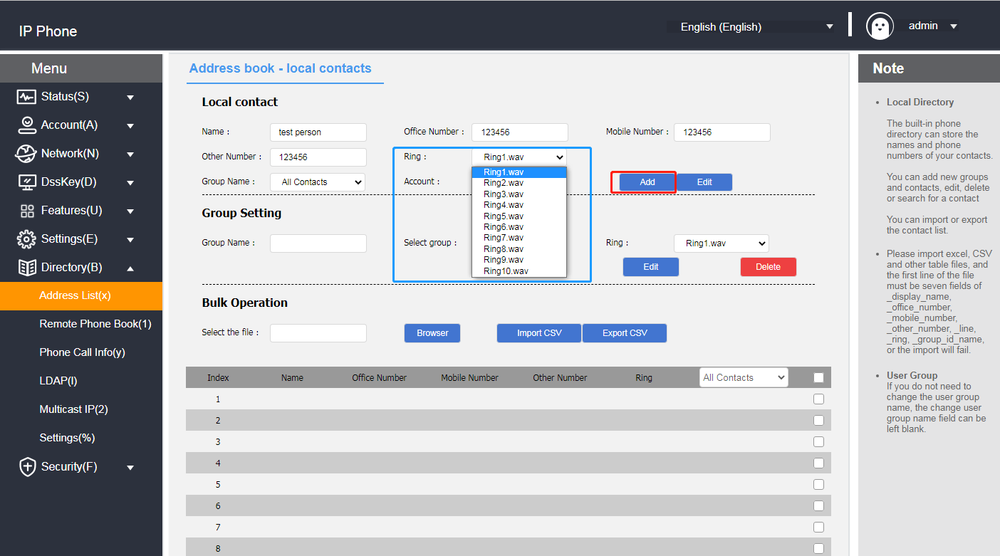 IP Phone
English (English)
admin
Menu
Status(S)
Account(A)
Network(N)
DssKey(D)
Features(U)
Settings(E)
Directory(B)
Address List(x)
Remote Phone Book(1)
Phone Call Info(y)
LDAP(l)
Multicast IP(2)
Settings(%)
Security(F)
Address book - local contacts
Local contact
Name : test person Office Number : 123456 Mobile Number : 123456
Other Number : 123456 Ring : Ring1.wav
Group Name : All Contacts Account : Add Edit
Ring1.wav
Ring2.wav
Ring3.wav
Ring4.wav
Ring5.wav
Ring6.wav
Ring7.wav
Ring8.wav
Ring9.wav
Ring10.wav
Group Setting
Group Name : Select group : Ring : Ring1.wav
Edit Delete
Bulk Operation
Select the file : Browser Import CSV Export CSV
Index Name Office Number Mobile Number Other Number Ring All Contacts
1
2
3
4
5
6
7
8
Note
• Local Directory
The built-in phone
directory can store the
names and phone
numbers of your contacts.
You can add new groups
and contacts, edit, delete
or search for a contact
You can import or export
the contact list.
• Please import excel, CSV
and other table files, and
the first line of the file
must be seven fields of
_display_name,
_office_number,
_mobile_number,
_other_number, _line,
_ring, _group_id_name,
or the import will fail.
• User Group
If you do not need to
change the user group
name, the change user
group name field can be
left blank.